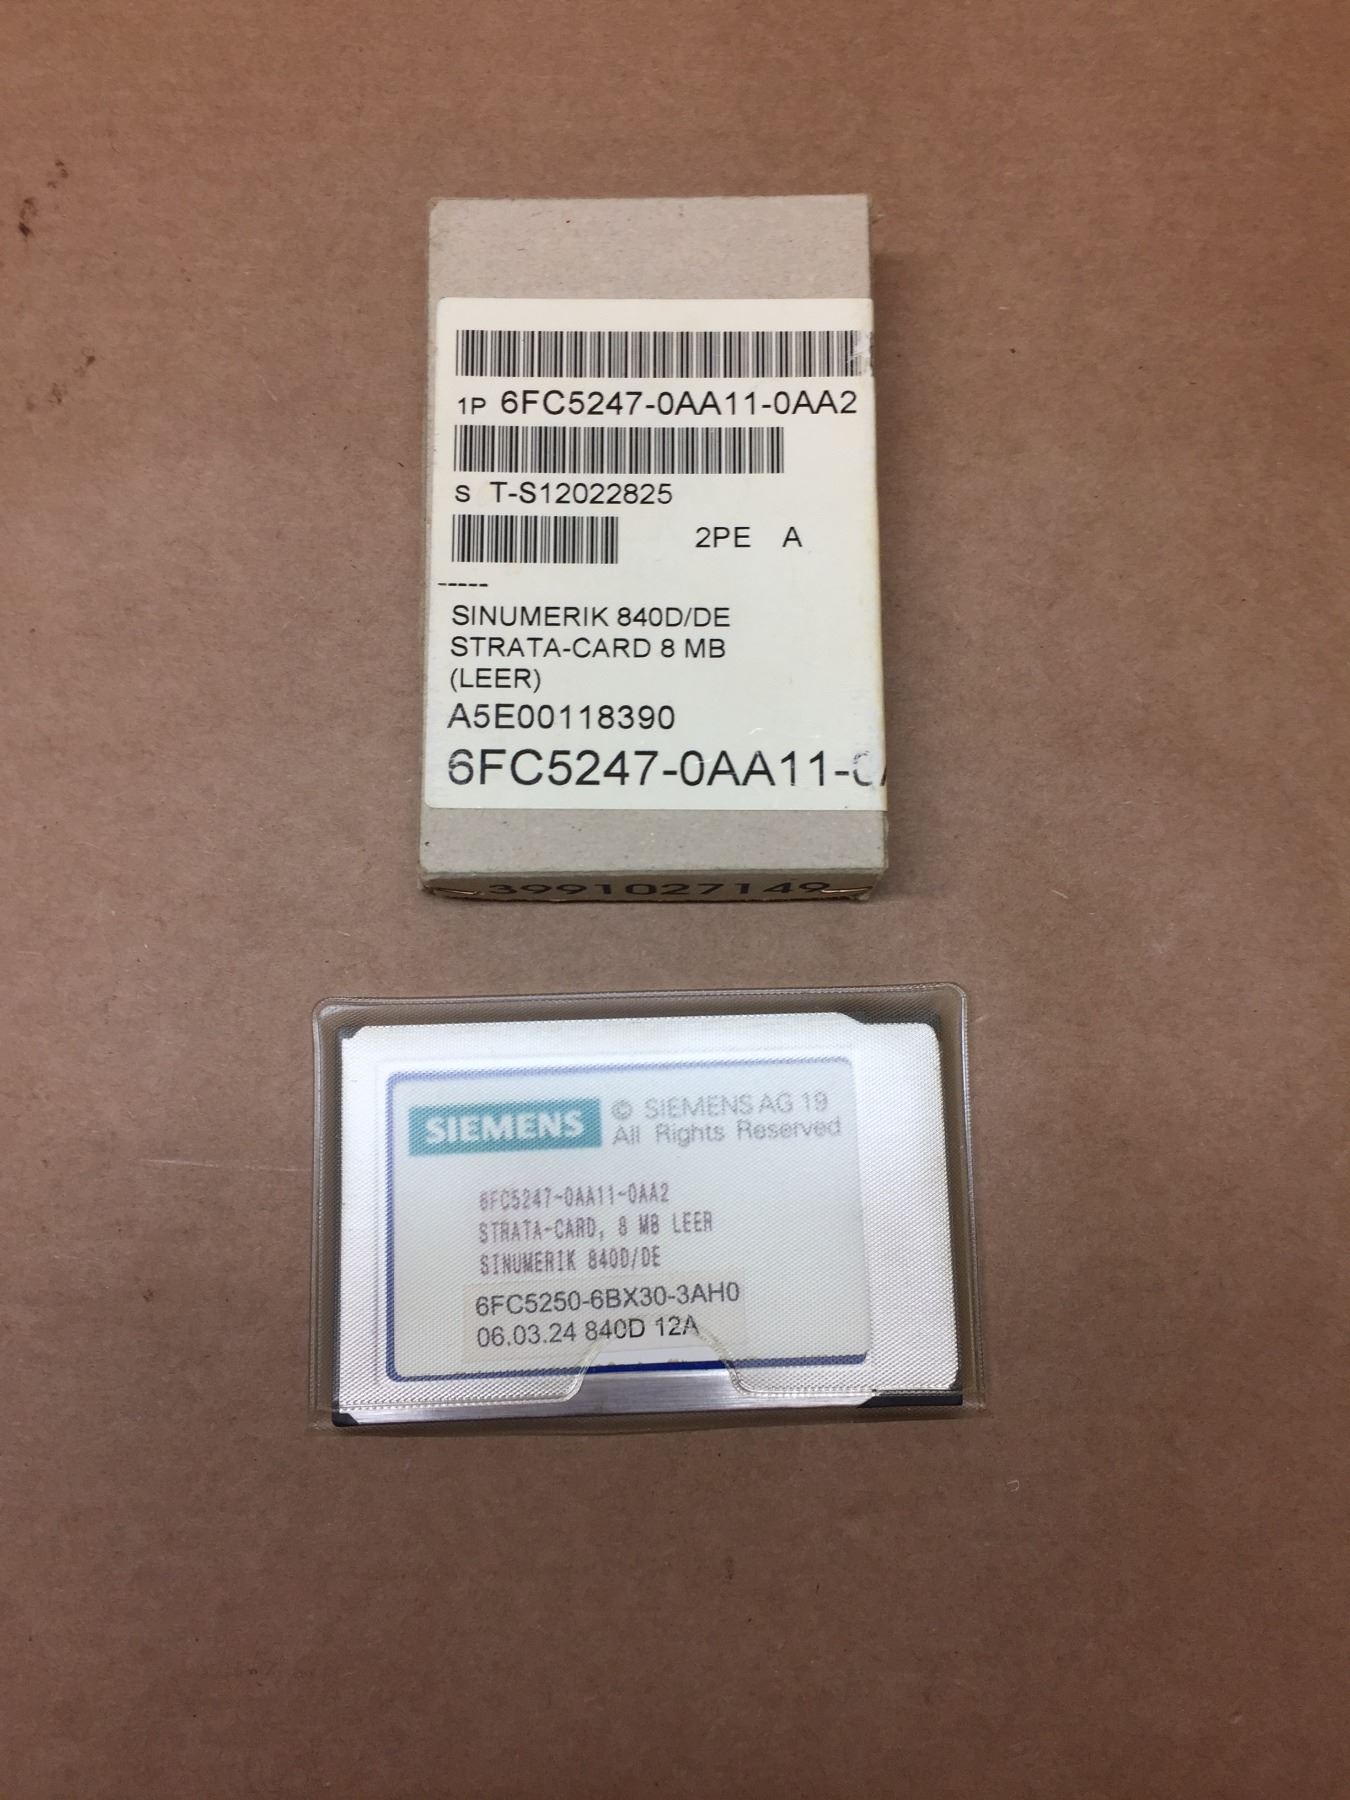 1P 6FC5247-0AA11-0AA2
S T-S12022825
2PE A
-----
SINUMERIK 840D/DE
STRATA-CARD 8 MB
(LEER)
A5E00118390
6FC5247-0AA11-0A
3991027149
SIEMENS © SIEMENS AG 19
All Rights Reserved
6FC5247-0AA11-0AA2
STRATA-CARD, 8 MB LEER
SINUMERIK 840D/DE
6FC5250-6BX30-3AH0
06.03.24 840D 12A